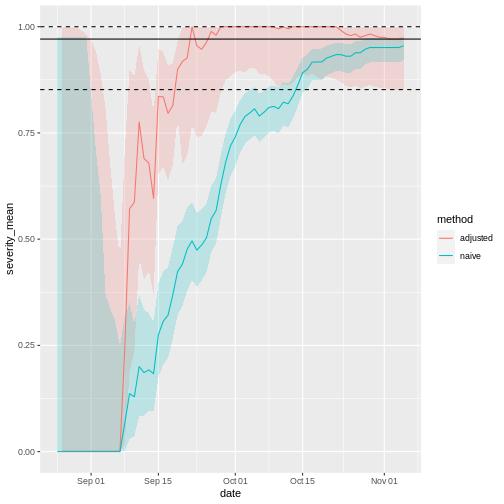 1.00
0.75
0.50
0.25
0.00
severity_mean
Sep 01
Sep 15
Oct 01
Oct 15
Nov 01
date
method
adjusted
naive